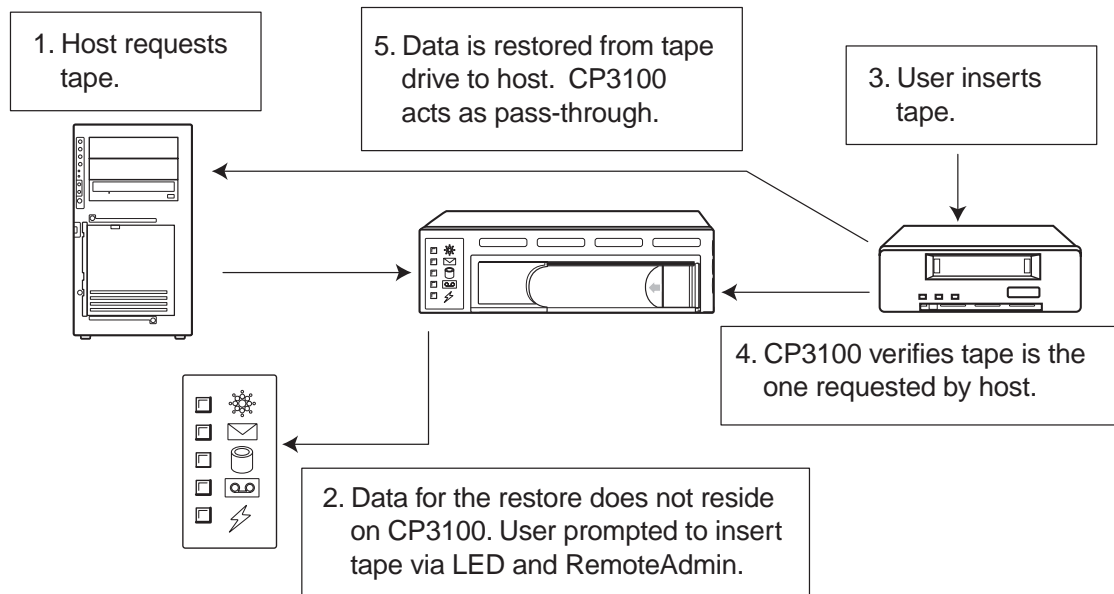 1. Host requests
tape.
5. Data is restored from tape
drive to host. CP3100
acts as pass-through.
3. User inserts
tape.
4. CP3100 verifies tape is the
one requested by host.
2. Data for the restore does not reside
on CP3100. User prompted to insert
tape via LED and RemoteAdmin.